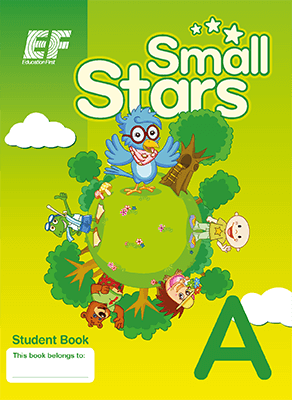 EF
Education First
Small
Stars
A
Student Book
This book belongs to: